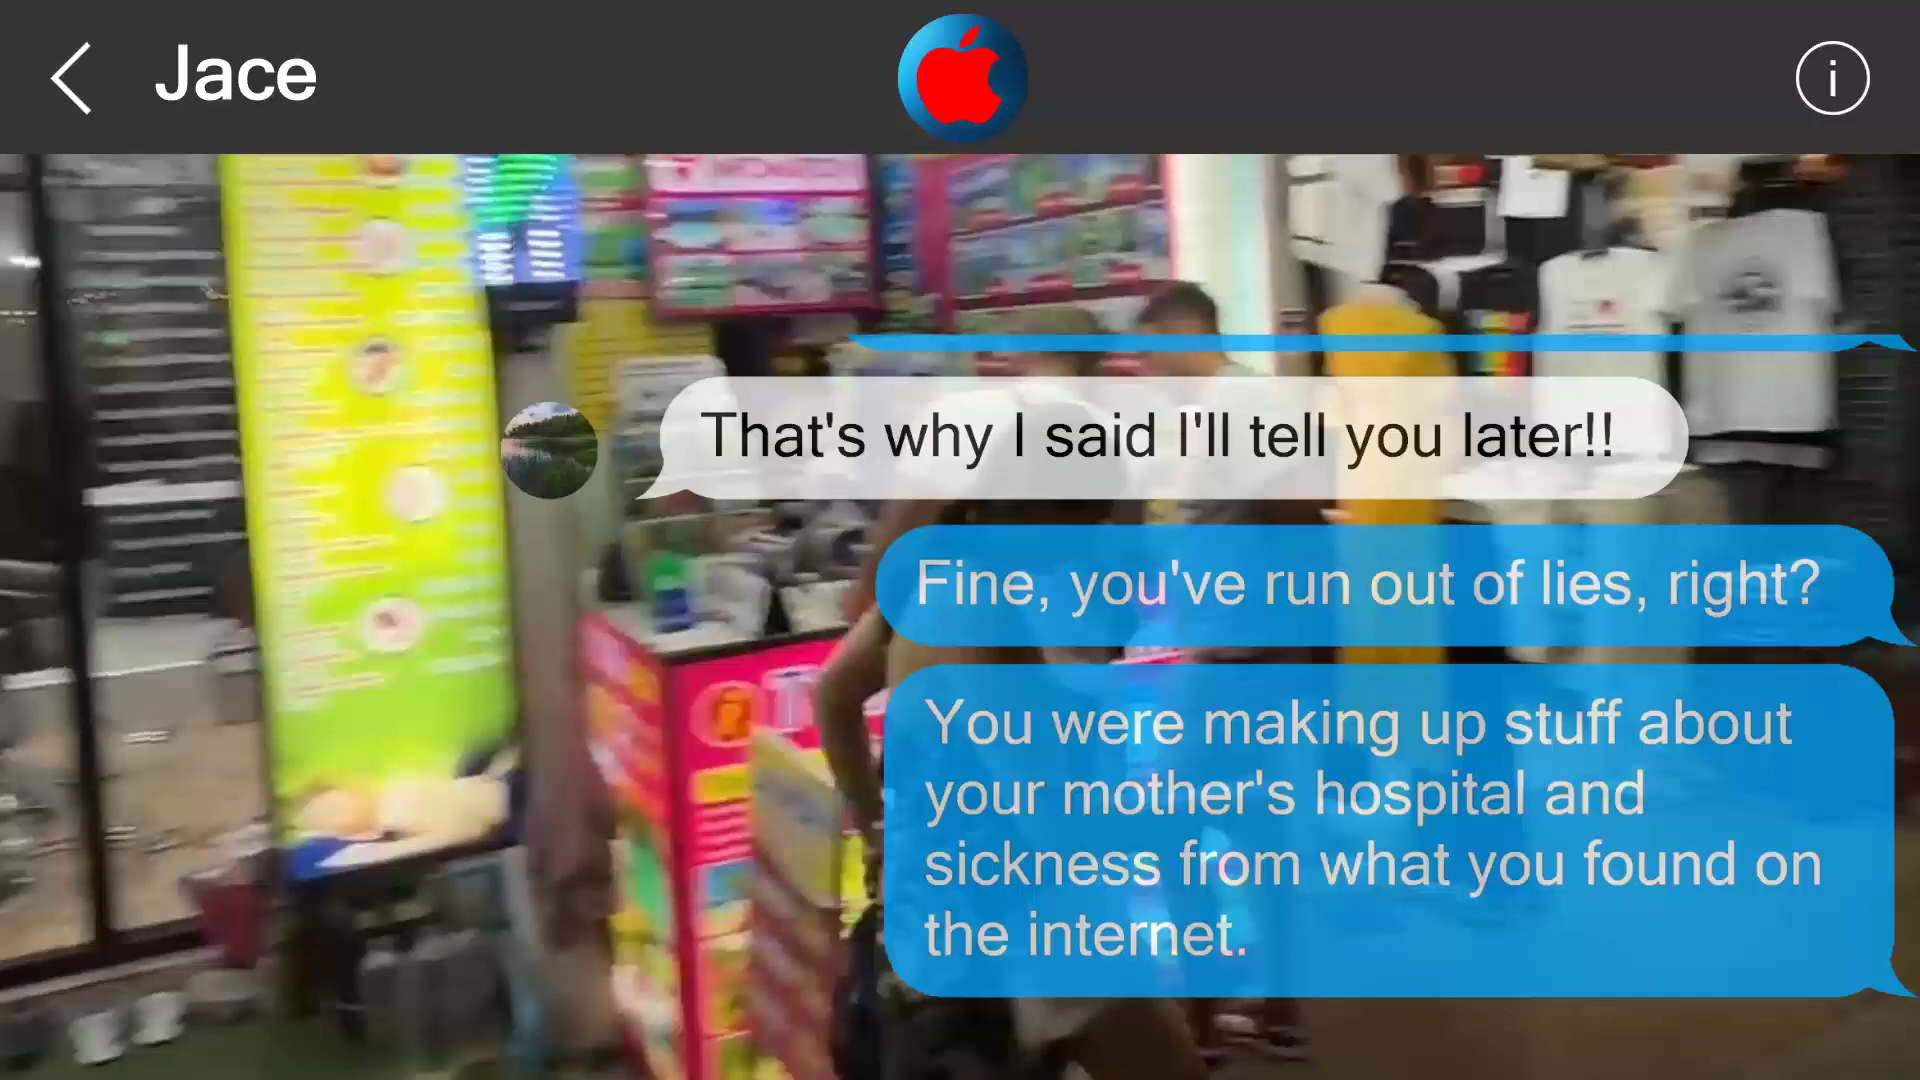 Jace
That's why I said I'll tell you later!!
Fine, you've run out of lies, right?
You were making up stuff about
your mother's hospital and
sickness from what you found on
the internet.